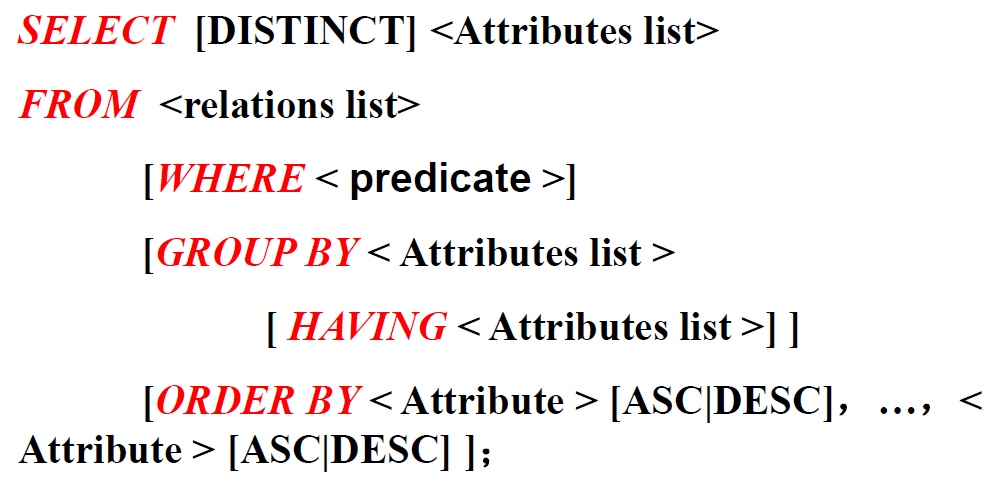 SELECT [DISTINCT] <Attributes list>
FROM <relations list>
[WHERE < predicate >]
[GROUP BY < Attributes list >
[ HAVING < Attributes list >] ]
[ORDER BY < Attribute > [ASC|DESC]，…，<
Attribute > [ASC|DESC] ]；